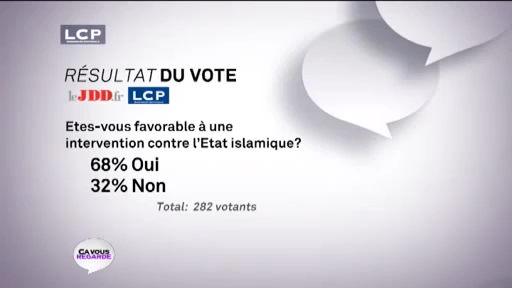 LCP
RÉSULTAT DU VOTE
leJDD.fr LCP
Etes-vous favorable à une
intervention contre l'Etat islamique?
68% Oui
32% Non
Total: 282 votants
ÇA VOUS
REGARDE